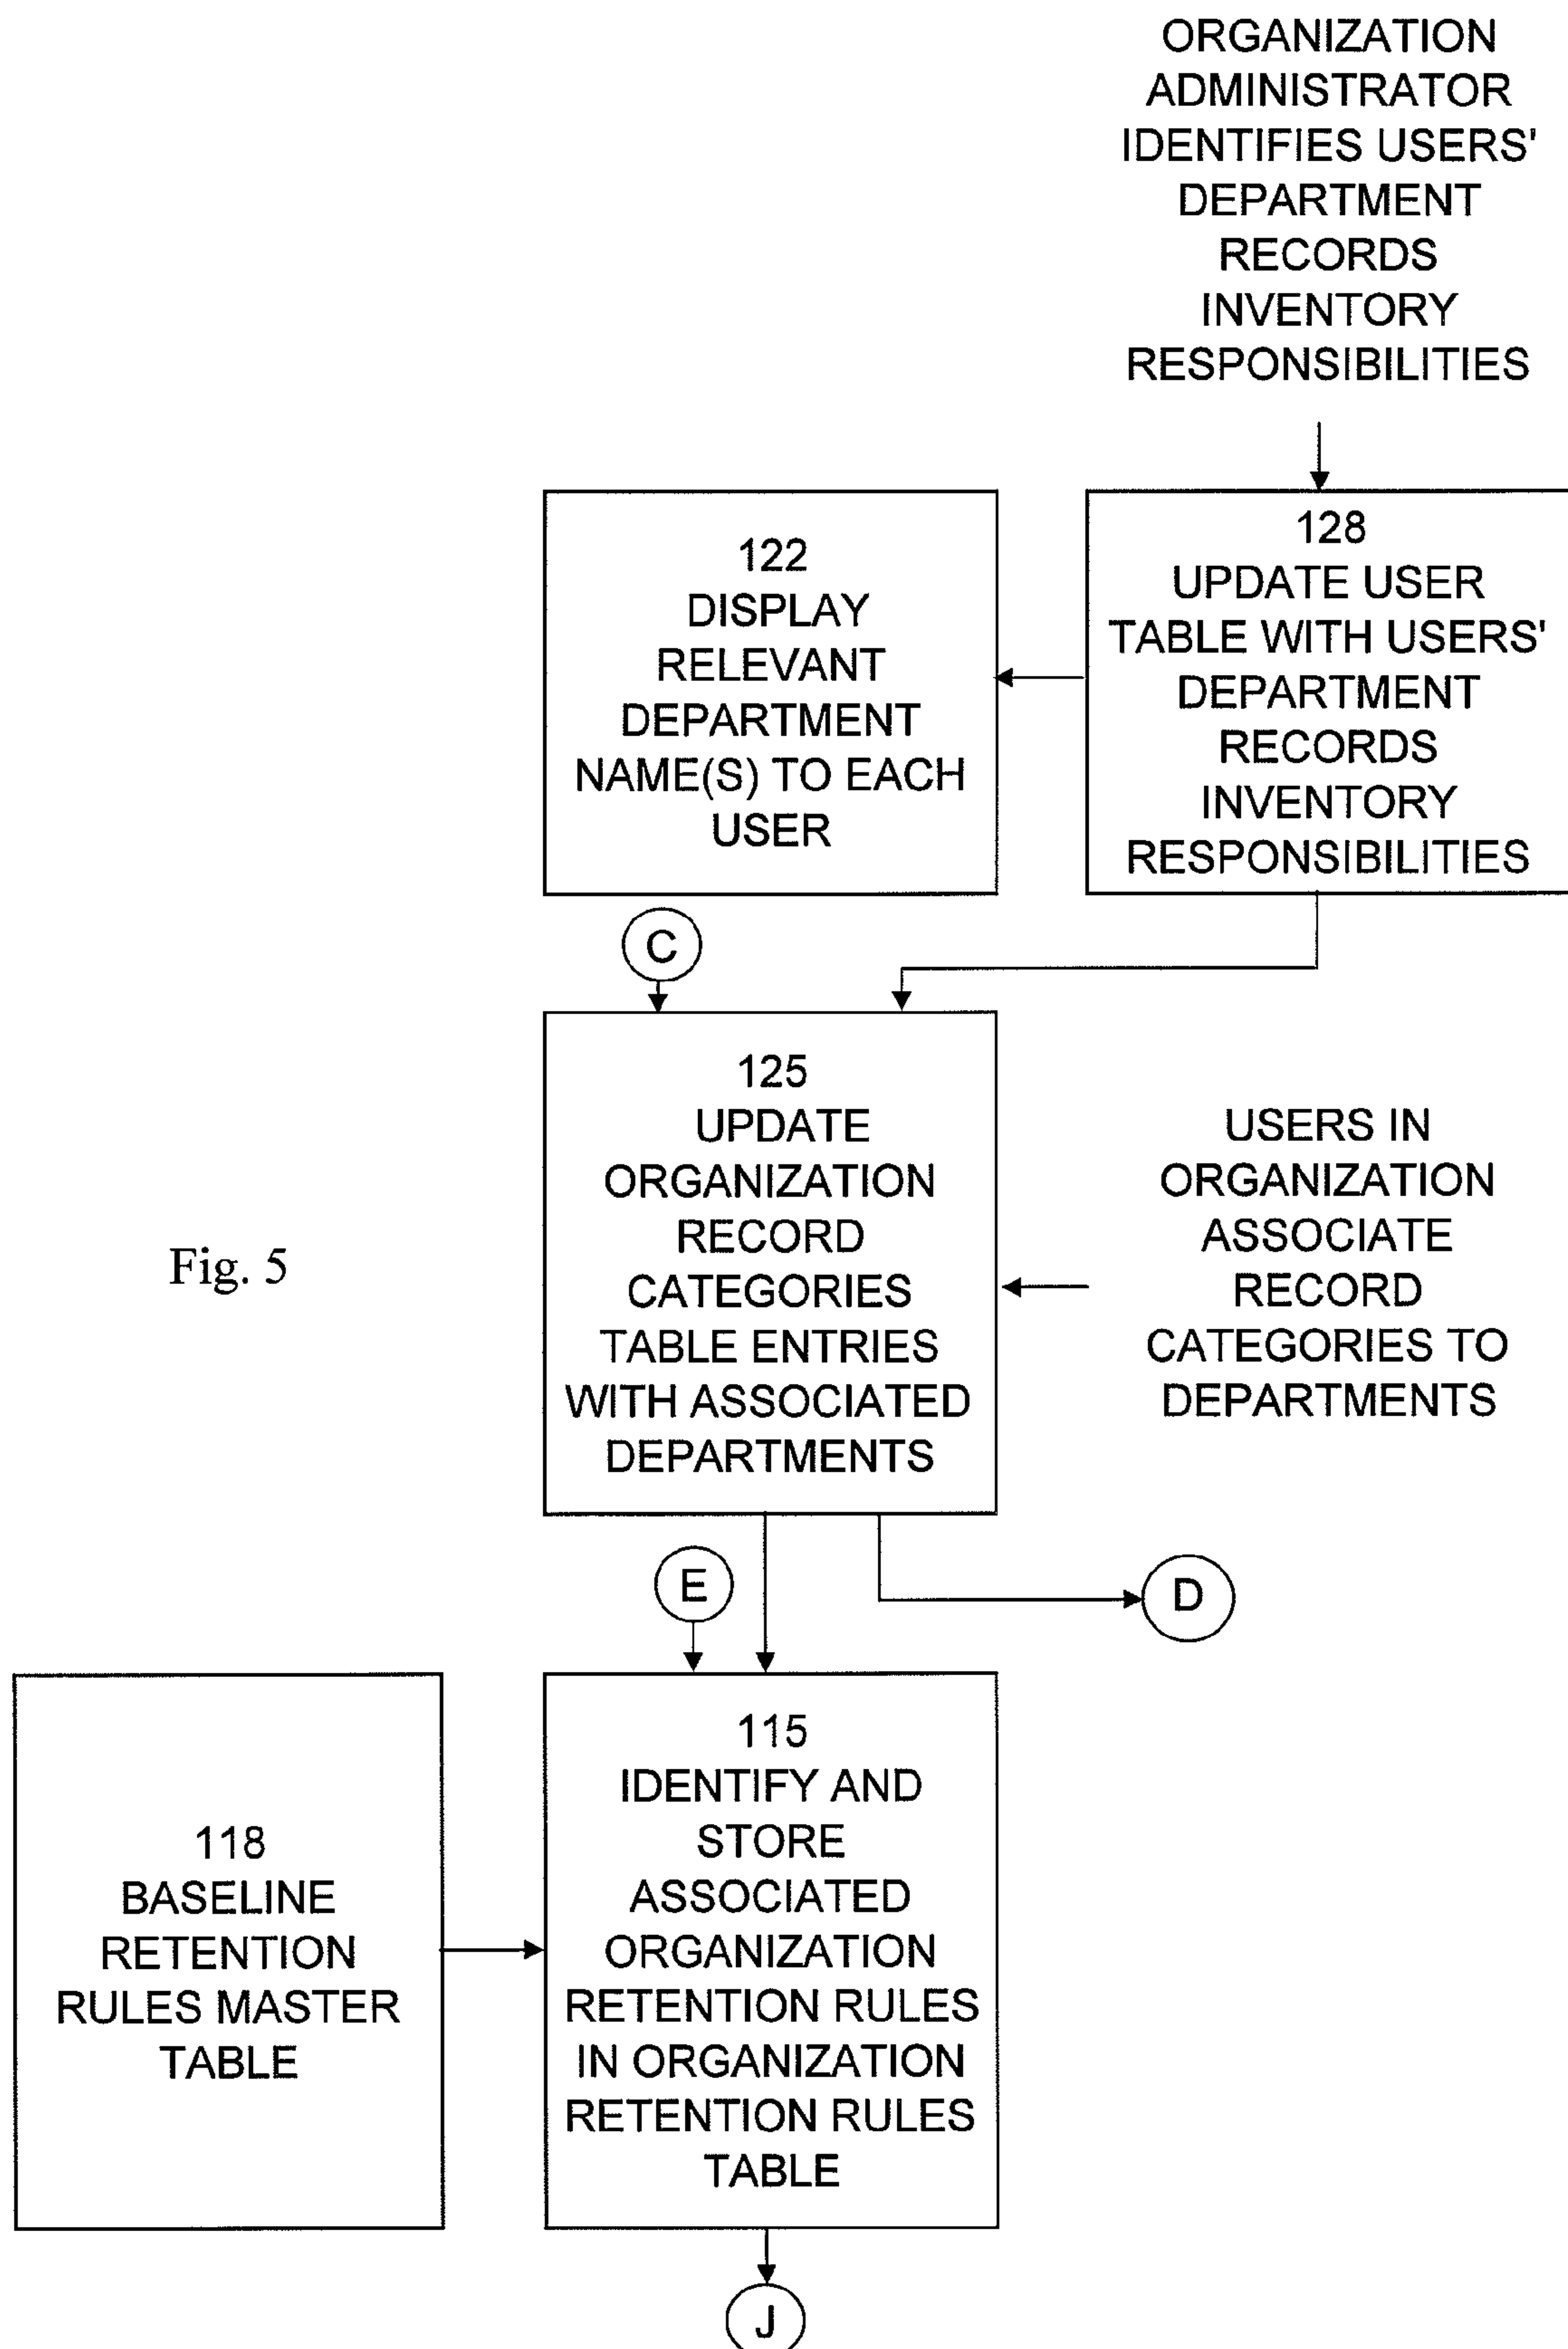 ORGANIZATION
ADMINISTRATOR
IDENTIFIES USERS'
DEPARTMENT
RECORDS
INVENTORY
RESPONSIBILITIES
122
DISPLAY
RELEVANT
DEPARTMENT
NAME(S) TO EACH
USER
128
UPDATE USER
TABLE WITH USERS'
DEPARTMENT
RECORDS
INVENTORY
RESPONSIBILITIES
C
125
UPDATE
ORGANIZATION
RECORD
CATEGORIES
TABLE ENTRIES
WITH ASSOCIATED
DEPARTMENTS
USERS IN
ORGANIZATION
ASSOCIATE
RECORD
CATEGORIES TO
DEPARTMENTS
Fig. 5
E
D
118
BASELINE
RETENTION
RULES MASTER
TABLE
115
IDENTIFY AND
STORE
ASSOCIATED
ORGANIZATION
RETENTION RULES
IN ORGANIZATION
RETENTION RULES
TABLE
J